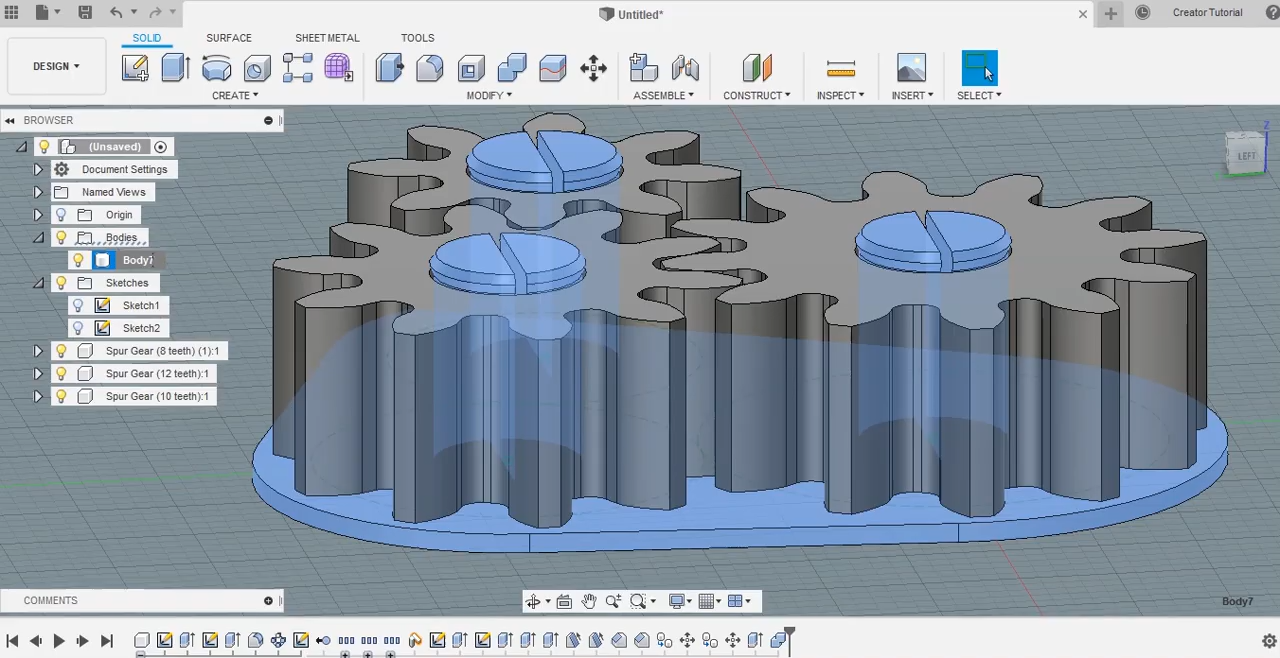 Untitled*
Creator Tutorial
SOLID SURFACE SHEET METAL TOOLS
DESIGN
CREATE MODIFY ASSEMBLE CONSTRUCT INSPECT INSERT SELECT
BROWSER
(Unsaved)
Document Settings
Named Views
Origin
Bodies
Body7
Sketches
Sketch1
Sketch2
Spur Gear (8 teeth) (1):1
Spur Gear (12 teeth):1
Spur Gear (10 teeth):1
Z
LEFT
COMMENTS
Body7